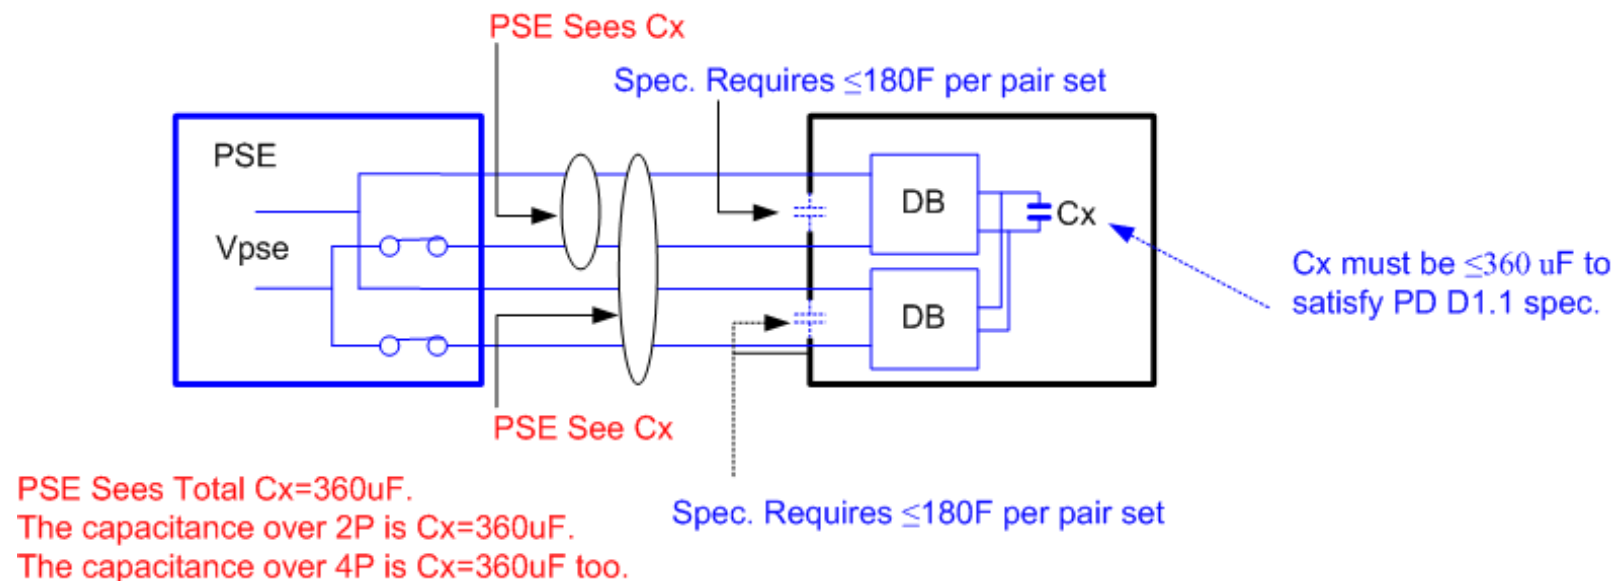 PSE Sees Cx
Spec. Requires ≤180F per pair set
PSE
Vpse
DB
Cx
DB
Cx must be ≤360 uF to
satisfy PD D1.1 spec.
PSE See Cx
PSE Sees Total Cx=360uF.
The capacitance over 2P is Cx=360uF.
The capacitance over 4P is Cx=360uF too.
Spec. Requires ≤180F per pair set